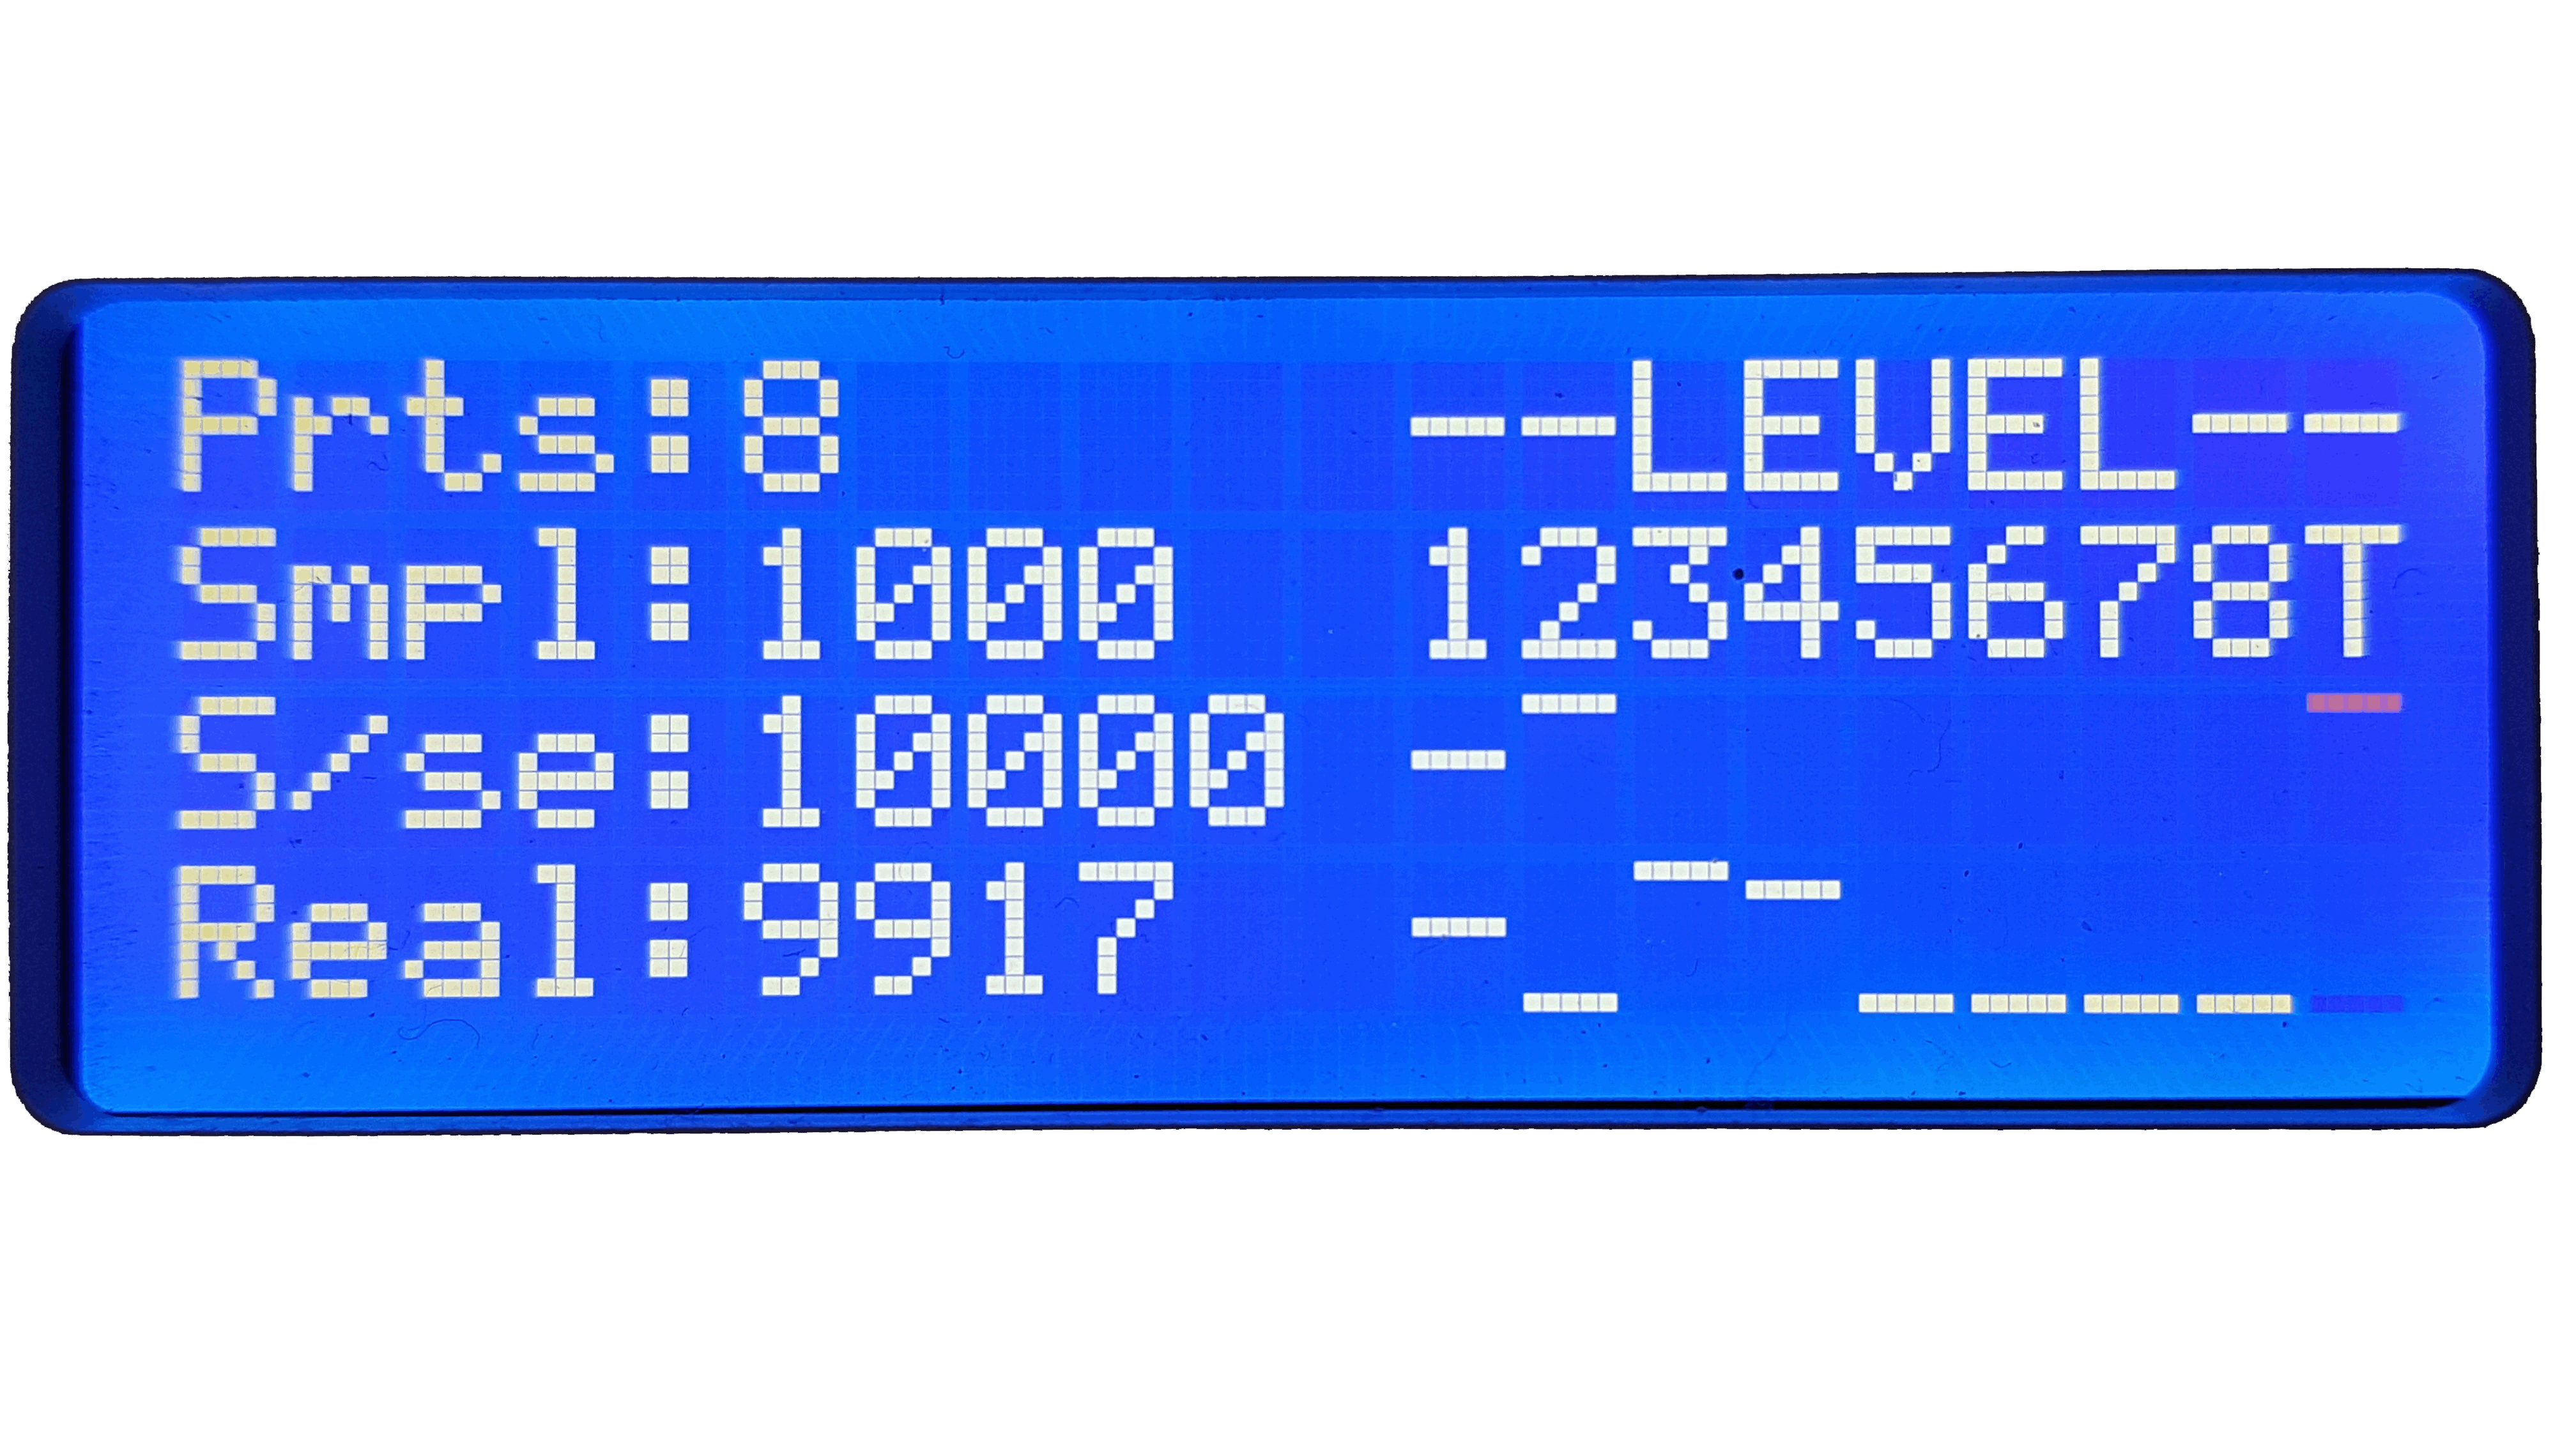 Prts:8 --LEVEL--
Smpl:1000 12345678T
S/se:10000
Real:9917